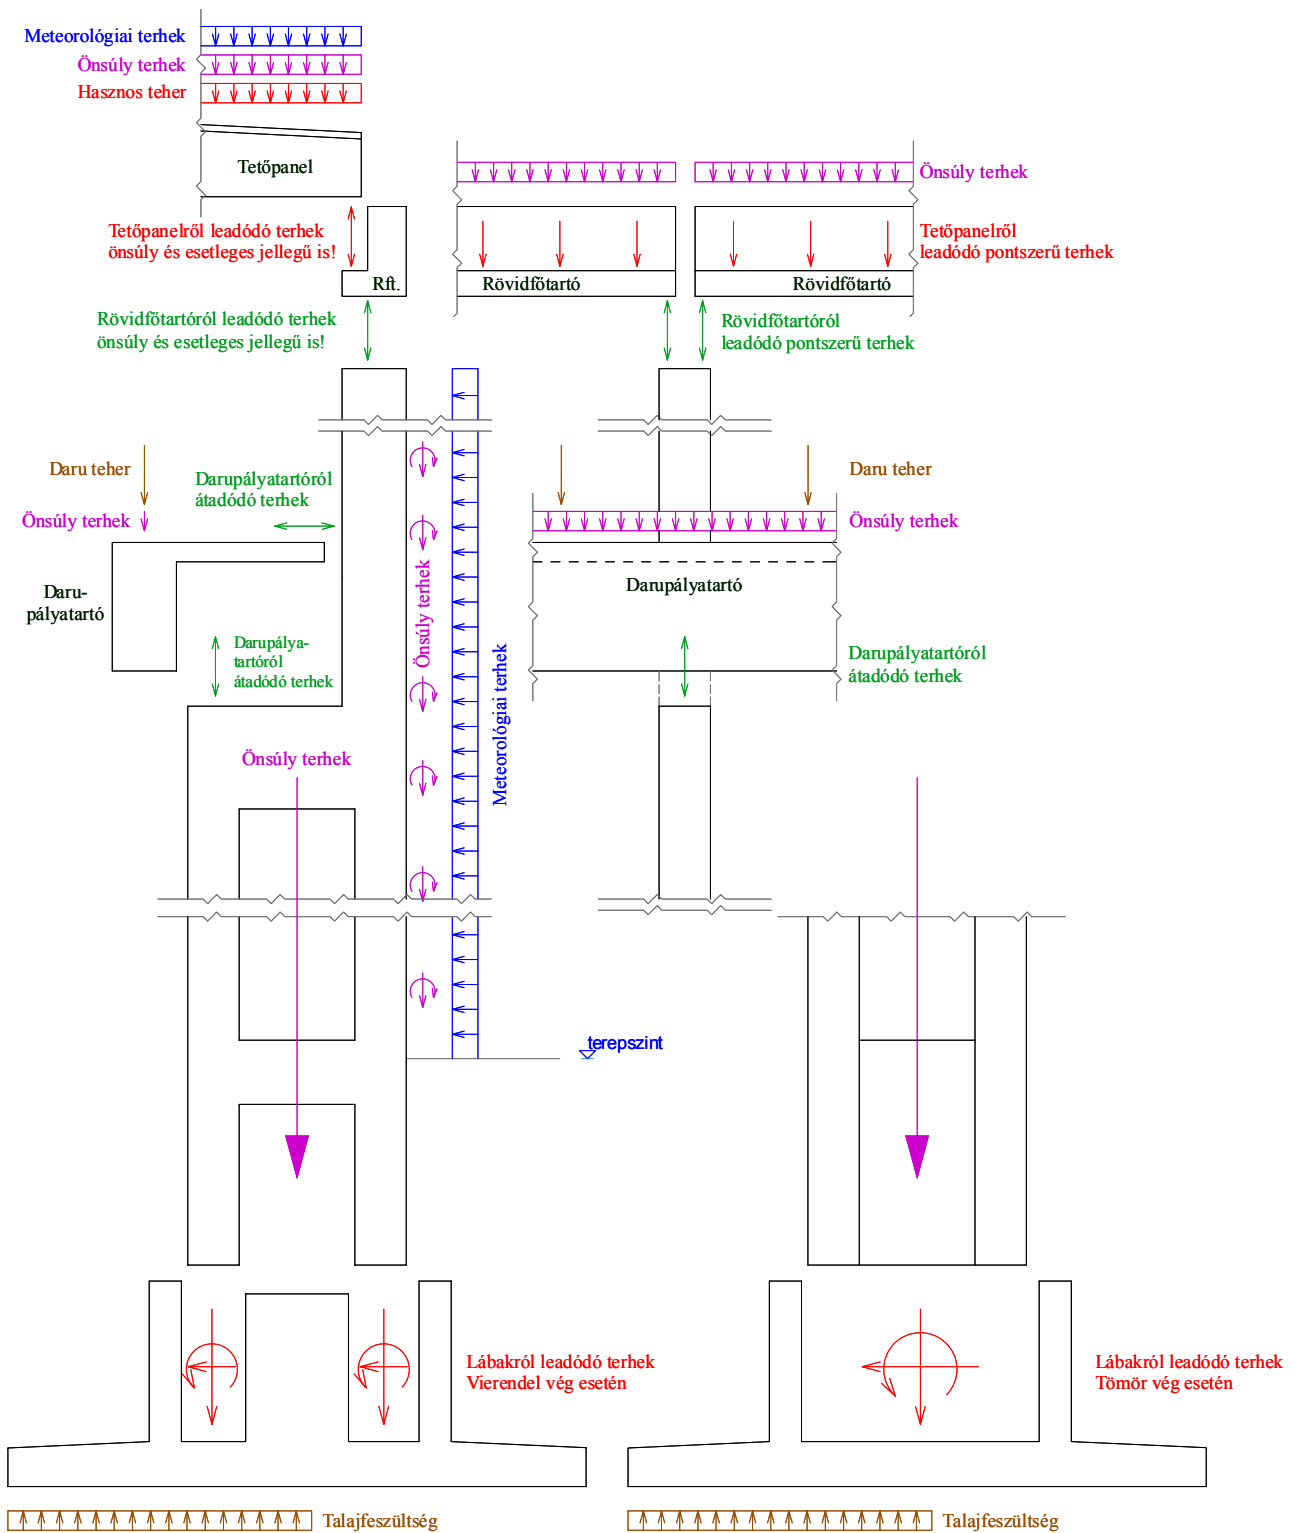 Meteorológiai terhek
Önsúly terhek
Hasznos teher
Tetőpanel
Önsúly terhek
Tetőpanelről leadódó terhek
önsúly és esetleges jellegű is!
Tetőpanelről
leadódó pontszerű terhek
Rft.
Rövidfőtartó
Rövidfőtartó
Rövidfőtartóról leadódó terhek
önsúly és esetleges jellegű is!
Rövidfőtartóról
leadódó pontszerű terhek
Daru teher
Darupályatartóról
átadódó terhek
Önsúly terhek
Daru teher
Önsúly terhek
Daru-
pályatartó
Önsúly terhek
Darupályatartó
Darupálya-
tartóról
átadódó terhek
Meteorológiai terhek
Darupályatartóról
átadódó terhek
Önsúly terhek
terepszint
Lábakról leadódó terhek
Vierendel vég esetén
Lábakról leadódó terhek
Tömör vég esetén
Talajfeszültség
Talajfeszültség